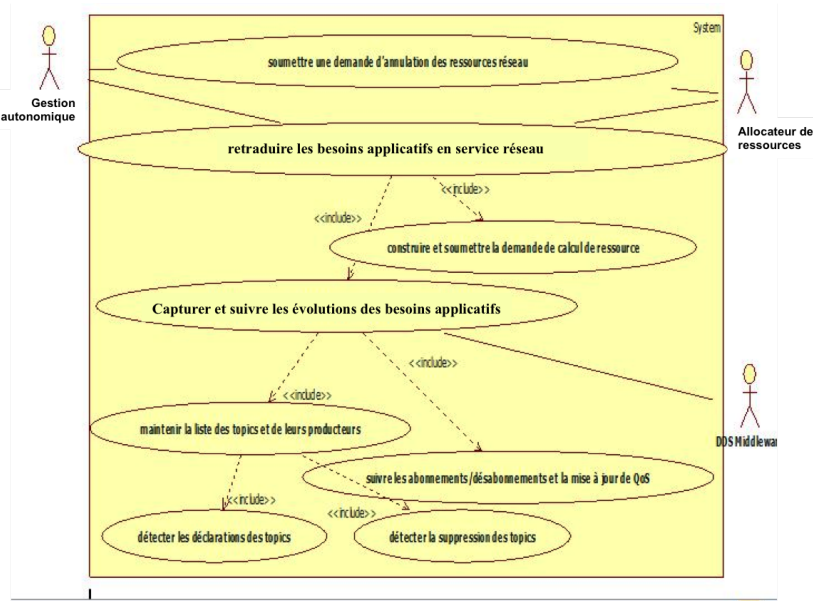 System
soumettre une demande d'annulation des ressources réseau
Gestion
autonomique
Allocateur de
ressources
retraduire les besoins applicatifs en service réseau
<<include>>
<<include>>
construire et soumettre la demande de calcul de ressource
Capturer et suivre les évolutions des besoins applicatifs
<<include>>
<<include>>
maintenir la liste des topics et de leurs producteurs
DDS Middlewar
suivre les abonnements/désabonnements et la mise à jour de QoS
<<include>>
<<include>>
détecter les déclarations des topics
détecter la suppression des topics